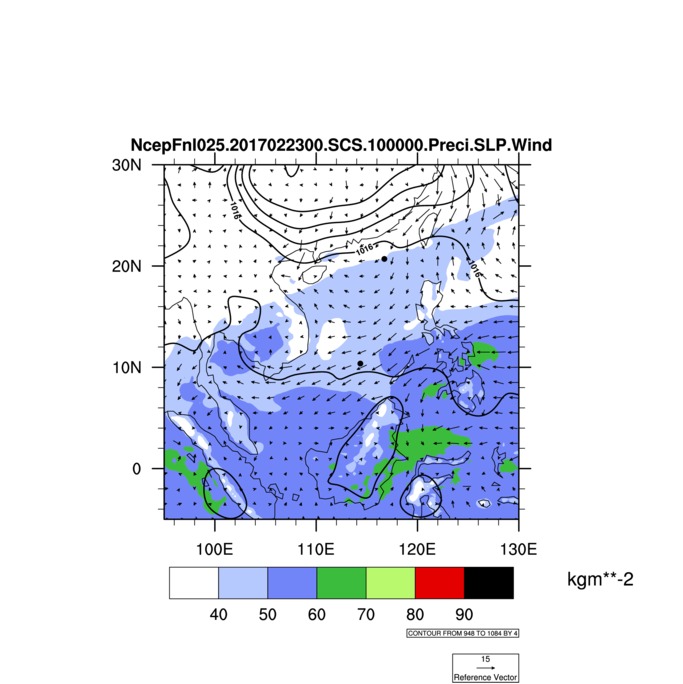 NcepFnl025.2017022300.SCS.100000.Preci.SLP.Wind
30N
1016
1016
20N
1016
10N
0
100E 110E 120E 130E
kgm**-2
40 50 60 70 80 90
CONTOUR FROM 948 TO 1084 BY 4
15
Reference Vector